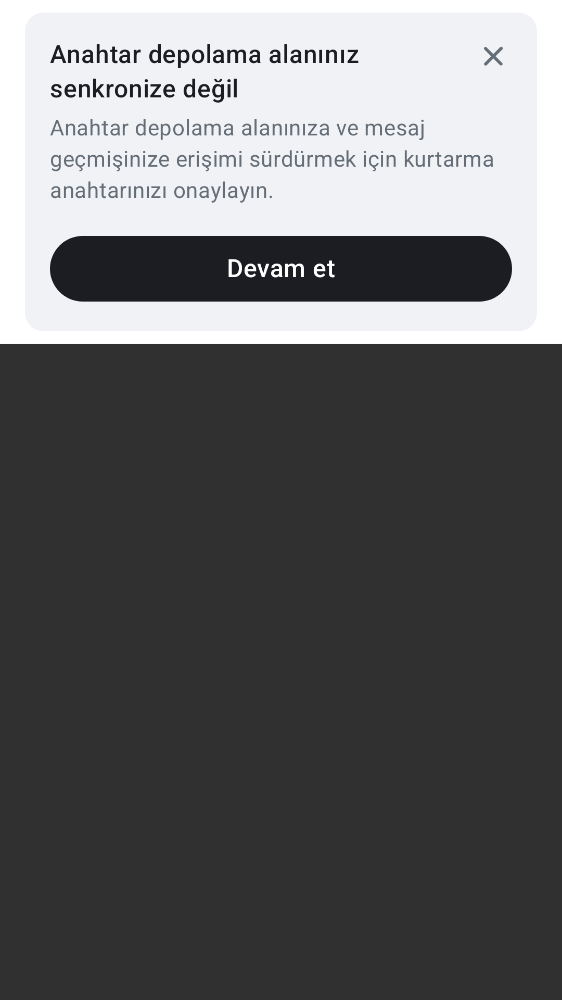 Anahtar depolama alanınız
senkronize değil
Anahtar depolama alanınıza ve mesaj
geçmişinize erişimi sürdürmek için kurtarma
anahtarınızı onaylayın.
Devam et